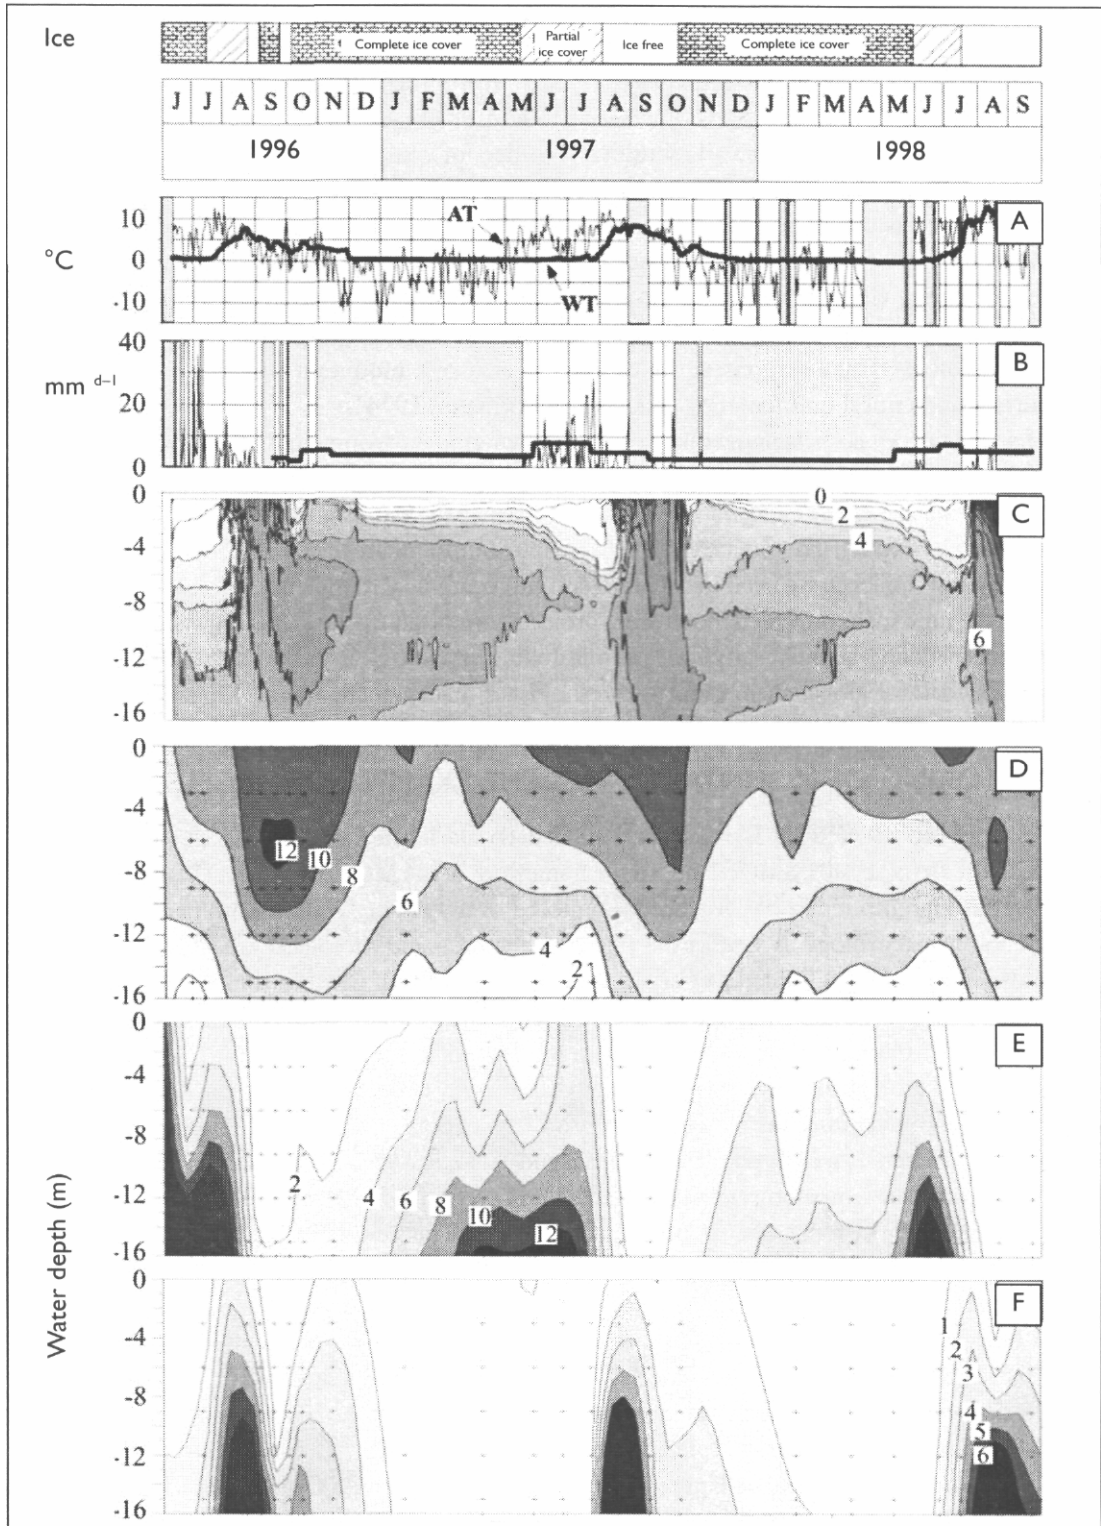 Ice
Complete ice cover
Partial
ice cover
Ice free
Complete ice cover
J J A S O N D J F M A M J J A S O N D J F M A M J J A S
1996 1997 1998
A
10
0
-10
°C
AT
WT
B
40
20
0
mm d-1
C
0
-4
-8
-12
-16
0
2
4
6
D
0
-4
-8
-12
-16
12
10
8
6
4
2
E
0
-4
-8
-12
-16
2
4
6
8
10
12
F
0
-4
-8
-12
-16
1
2
3
4
5
6
Water depth (m)